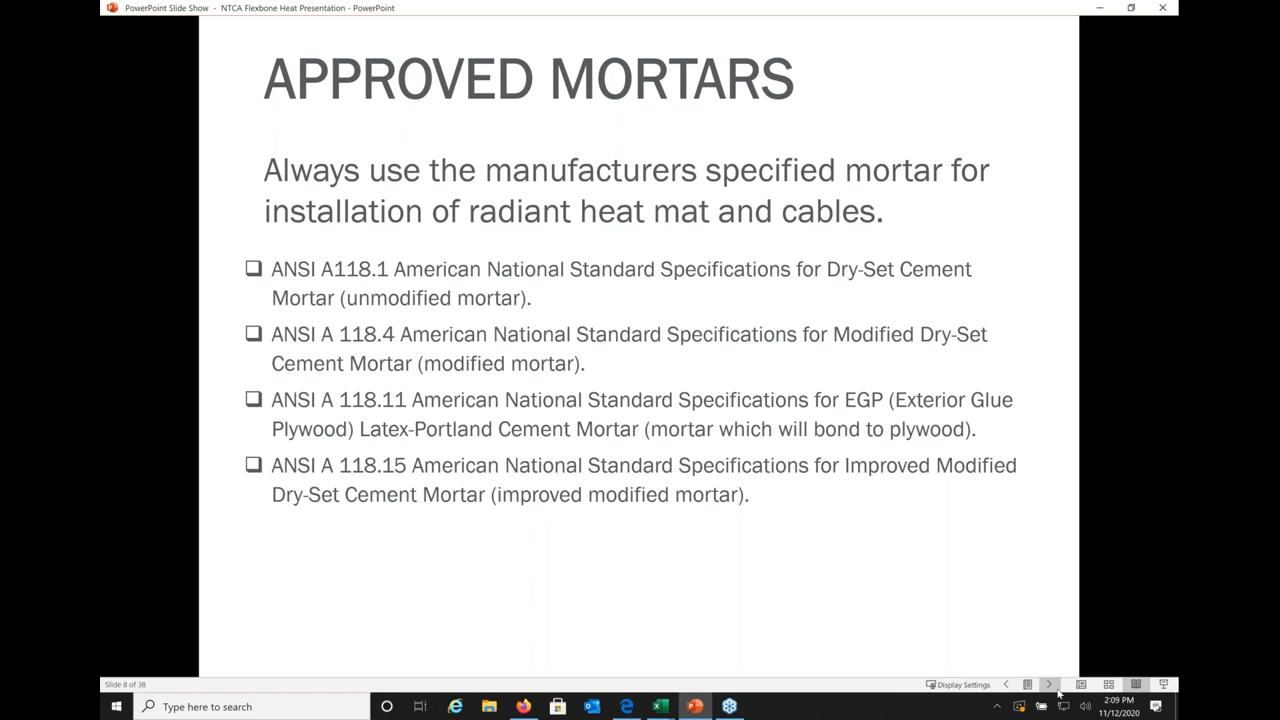 PowerPoint Slide Show - NTCA Flexbone Heat Presentation - PowerPoint
APPROVED MORTARS
Always use the manufacturers specified mortar for
installation of radiant heat mat and cables.
ANSI A118.1 American National Standard Specifications for Dry-Set Cement
Mortar (unmodified mortar).
ANSI A 118.4 American National Standard Specifications for Modified Dry-Set
Cement Mortar (modified mortar).
ANSI A 118.11 American National Standard Specifications for EGP (Exterior Glue
Plywood) Latex-Portland Cement Mortar (mortar which will bond to plywood).
ANSI A 118.15 American National Standard Specifications for Improved Modified
Dry-Set Cement Mortar (improved modified mortar).
Slide 8 of 38
Display Settings
Type here to search
2:09 PM
11/12/2020